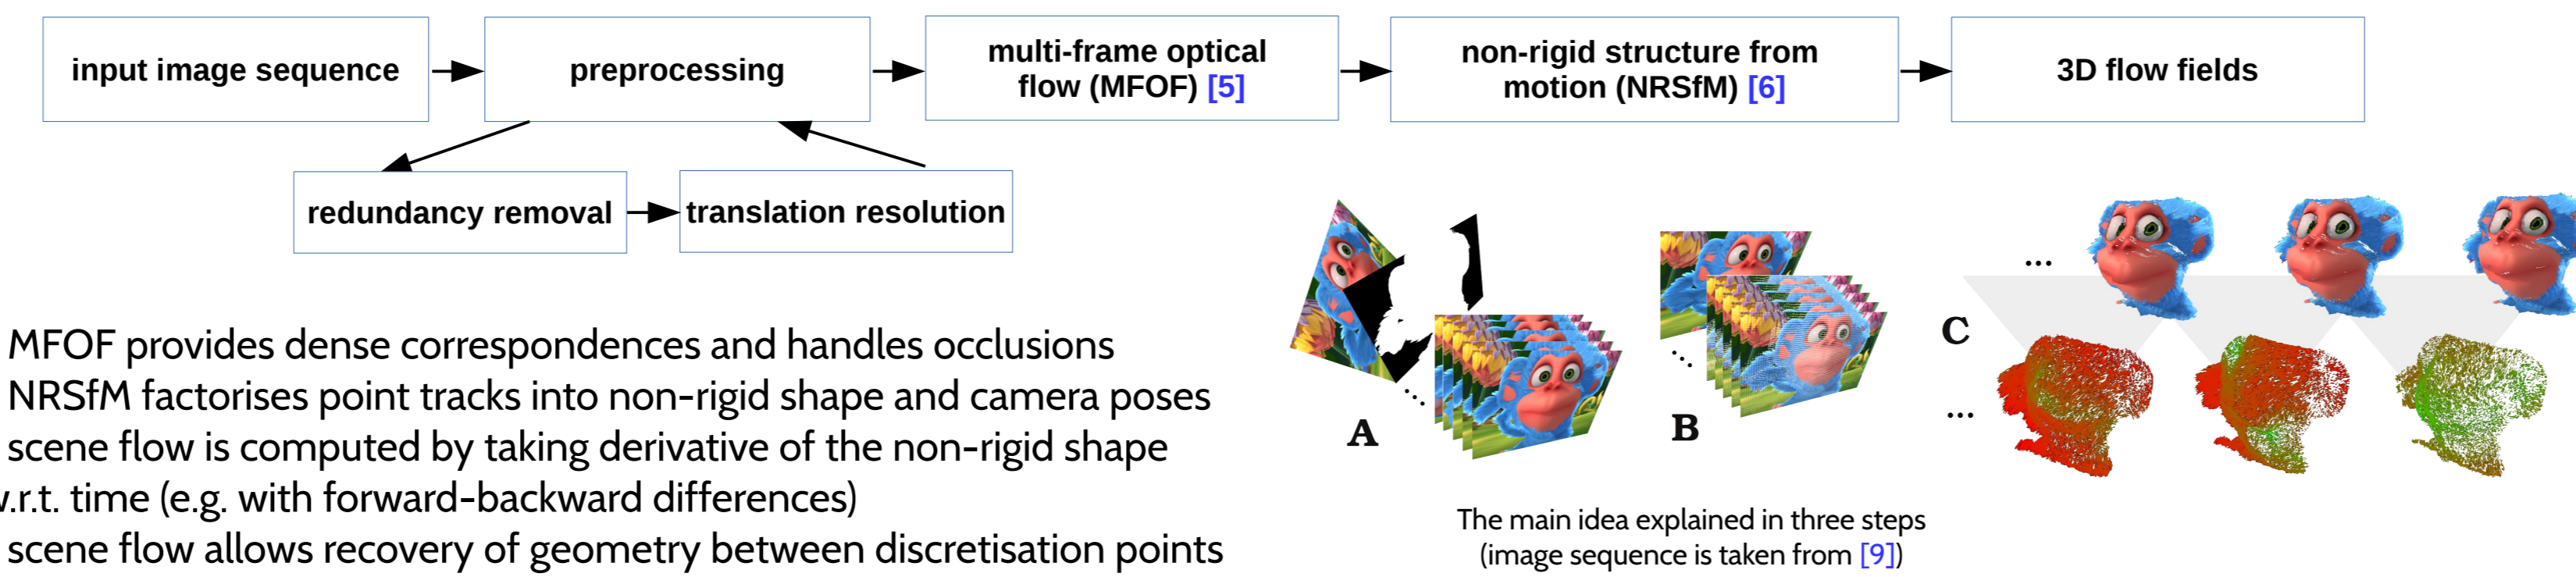 input image sequence
preprocessing
multi-frame optical
flow (MFOF) [5]
non-rigid structure from
motion (NRSfM) [6]
3D flow fields
redundancy removal
translation resolution
MFOF provides dense correspondences and handles occlusions
NRSfM factorises point tracks into non-rigid shape and camera poses
scene flow is computed by taking derivative of the non-rigid shape
w.r.t. time (e.g. with forward-backward differences)
scene flow allows recovery of geometry between discretisation points
...
A
...
B
...
C
...
The main idea explained in three steps
(image sequence is taken from [9])